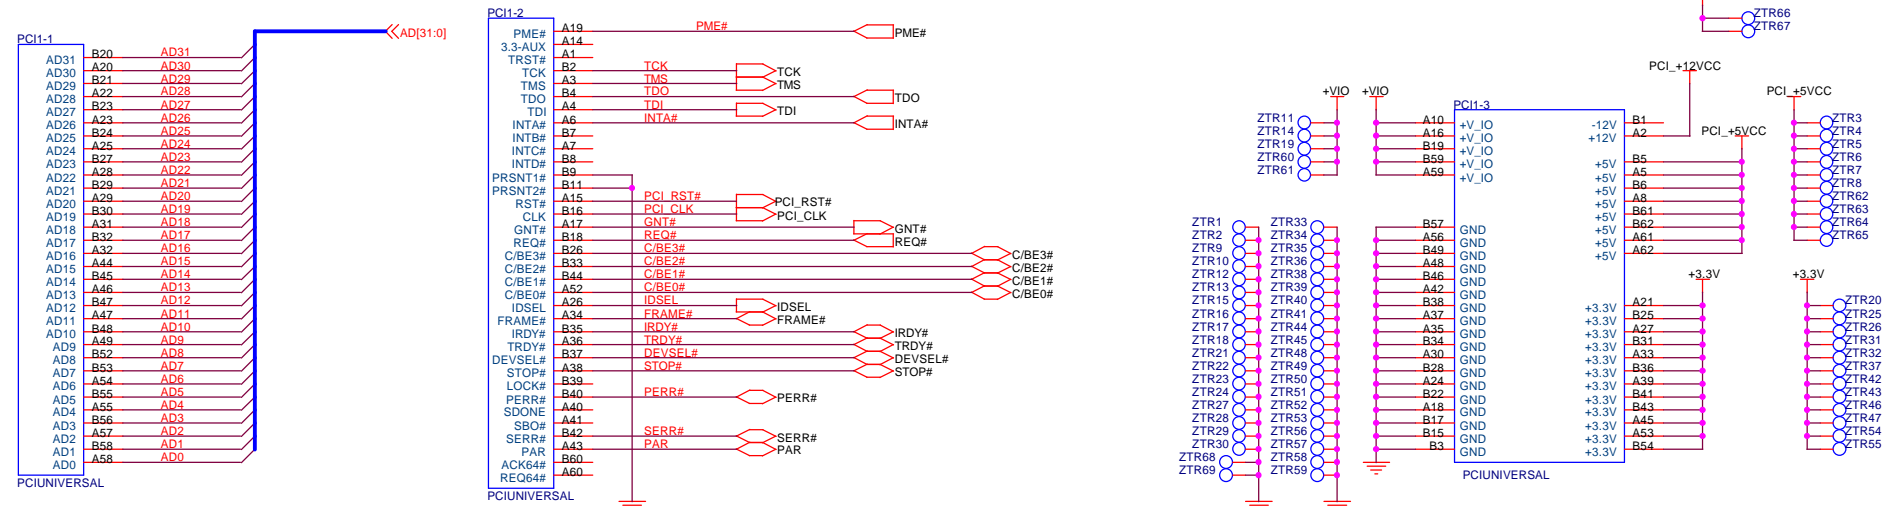 PCI1-1
AD31 B20 AD31
AD30 A20 AD30
AD29 B21 AD29
AD28 A22 AD28
AD27 B23 AD27
AD26 A23 AD26
AD25 B24 AD25
AD24 A25 AD24
AD23 B27 AD23
AD22 A28 AD22
AD21 B29 AD21
AD20 A29 AD20
AD19 B30 AD19
AD18 A31 AD18
AD17 B32 AD17
AD16 A32 AD16
AD15 A44 AD15
AD14 B45 AD14
AD13 A46 AD13
AD12 B47 AD12
AD11 A47 AD11
AD10 B48 AD10
AD9 A49 AD9
AD8 B52 AD8
AD7 B53 AD7
AD6 A54 AD6
AD5 B55 AD5
AD4 A55 AD4
AD3 B56 AD3
AD2 A57 AD2
AD1 B58 AD1
AD0 A58 AD0
PCIUNIVERSAL
AD[31:0]
PCI1-2
PME# A19 PME# PME#
3.3-AUX A14
TRST# A1
TCK B2 TCK TCK
TMS A3 TMS TMS
TDO B4 TDO TDO
TDI A4 TDI TDI
INTA# A6 INTA# INTA#
INTB# B7
INTC# A7
INTD# B8
PRSNT1# B9
PRSNT2# B11
RST# A15 PCI_RST# PCI_RST#
CLK B16 PCI_CLK PCI_CLK
GNT# A17 GNT# GNT#
REQ# B18 REQ# REQ#
C/BE3# B26 C/BE3# C/BE3#
C/BE2# B33 C/BE2# C/BE2#
C/BE1# B44 C/BE1# C/BE1#
C/BE0# A52 C/BE0# C/BE0#
IDSEL A26 IDSEL IDSEL
FRAME# A34 FRAME# FRAME#
IRDY# B35 IRDY# IRDY#
TRDY# A36 TRDY# TRDY#
DEVSEL# B37 DEVSEL# DEVSEL#
STOP# A38 STOP# STOP#
LOCK# B39
PERR# B40 PERR# PERR#
SDONE A40
SBO# A41
SERR# B42 SERR# SERR#
PAR A43 PAR PAR
ACK64# B60
REQ64# A60
PCIUNIVERSAL
ZTR66
ZTR67
+VIO
ZTR11
ZTR14
ZTR19
ZTR60
ZTR61
ZTR1
ZTR2
ZTR9
ZTR10
ZTR12
ZTR13
ZTR15
ZTR16
ZTR17
ZTR18
ZTR21
ZTR22
ZTR23
ZTR24
ZTR27
ZTR28
ZTR29
ZTR30
ZTR68
ZTR69
ZTR33
ZTR34
ZTR35
ZTR36
ZTR38
ZTR39
ZTR40
ZTR41
ZTR44
ZTR45
ZTR48
ZTR49
ZTR50
ZTR51
ZTR52
ZTR53
ZTR56
ZTR57
ZTR58
ZTR59
+VIO
PCI1-3
A10 +V_IO
A16 +V_IO
B19 +V_IO
B59 +V_IO
A59 +V_IO
B57 GND
A56 GND
B49 GND
A48 GND
B46 GND
A42 GND
B38 GND
A37 GND
A35 GND
B34 GND
A30 GND
B28 GND
A24 GND
B22 GND
A18 GND
B17 GND
B15 GND
B3 GND
PCI_+12VCC
-12V B1
+12V A2
PCI_+5VCC
+5V B5
+5V A5
+5V B6
+5V A8
+5V B61
+5V B62
+5V A61
+5V A62
+3.3V
+3.3V A21
+3.3V B25
+3.3V A27
+3.3V B31
+3.3V A33
+3.3V B36
+3.3V A39
+3.3V B41
+3.3V B43
+3.3V A45
+3.3V A53
+3.3V B54
PCIUNIVERSAL
PCI_+5VCC
ZTR3
ZTR4
ZTR5
ZTR6
ZTR7
ZTR8
ZTR62
ZTR63
ZTR64
ZTR65
+3.3V
ZTR20
ZTR25
ZTR26
ZTR31
ZTR32
ZTR37
ZTR42
ZTR43
ZTR46
ZTR47
ZTR54
ZTR55